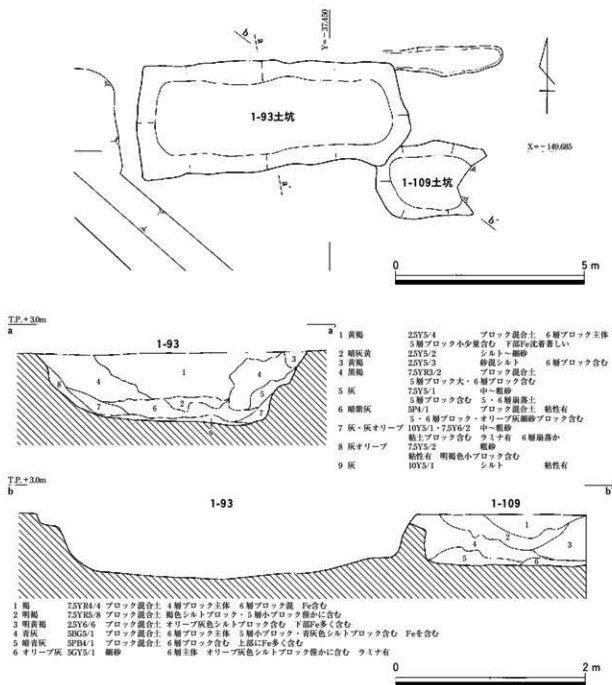 Y=-37,450
b
a
1-93土坑
X=-149,685
1-109土坑
a'
b'
0 5 m
T.P.+3.0m
a a'
1-93
1 黄褐 2.5Y5/4 ブロック混合土 6層ブロック主体
5層ブロック小少量含む 下部Fe沈着著しい
2 暗灰黄 2.5Y5/2 シルト~細砂
3 黄褐 2.5Y5/3 砂混シルト 6層ブロック含む
4 黒褐 7.5YR3/2 ブロック混合土
5層ブロック大・6層ブロック含む
5 灰 7.5Y5/1 中~粗砂
5層ブロック含む 5・6層崩落土
6 暗紫灰 5P4/1 ブロック混合土 粘性有
5・6層ブロック・オリーブ灰細砂ブロック含む
7 灰・灰オリーブ 10Y5/1・7.5Y6/2 中~粗砂
粘土ブロック含む ラミナ有 6層崩落か
8 灰オリーブ 7.5Y5/2 粗砂
粘性有 明褐色小ブロック含む
9 灰 10Y5/1 シルト 粘性有
T.P.+3.0m
b b'
1-93 1-109
1 褐 7.5YR4/4 ブロック混合土 4層ブロック主体 6層ブロック混 Fe含む
2 明褐 7.5YR5/8 ブロック混合土 褐色シルトブロック・5層小ブロック僅かに含む
3 明黄褐 2.5Y6/6 ブロック混合土 オリーブ灰色シルトブロック含む 下部Fe多く含む
4 青灰 5BG5/1 ブロック混合土 6層ブロック主体 5層小ブロック・青灰色シルトブロック含む Feを含む
5 暗青灰 5PB4/1 ブロック混合土 6層ブロック含む 上部にFe多く含む
6 オリーブ灰 5GY5/1 細砂 6層主体 オリーブ灰色シルトブロック僅かに含む ラミナ有
0 2 m